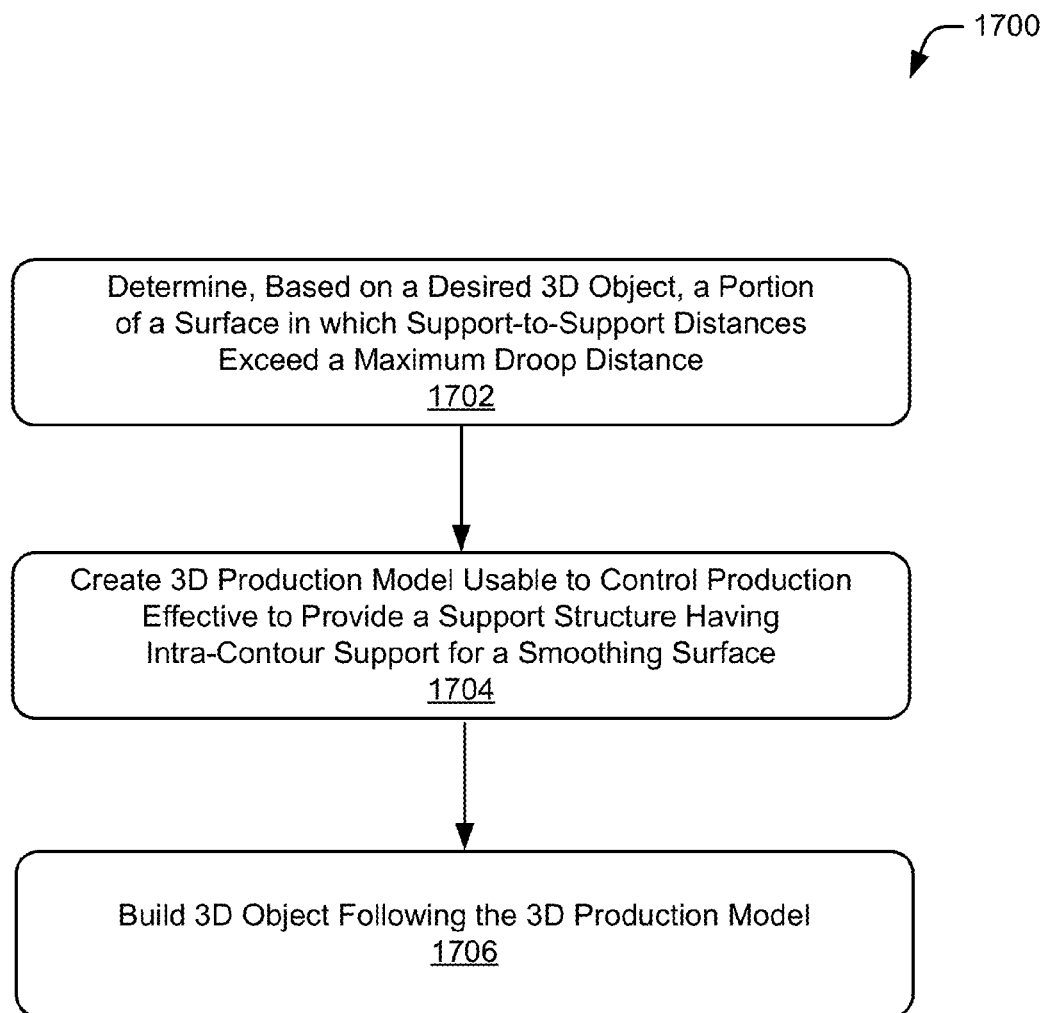 1700
Determine, Based on a Desired 3D Object, a Portion
of a Surface in which Support-to-Support Distances
Exceed a Maximum Droop Distance
1702
Create 3D Production Model Usable to Control Production
Effective to Provide a Support Structure Having
Intra-Contour Support for a Smoothing Surface
1704
Build 3D Object Following the 3D Production Model
1706